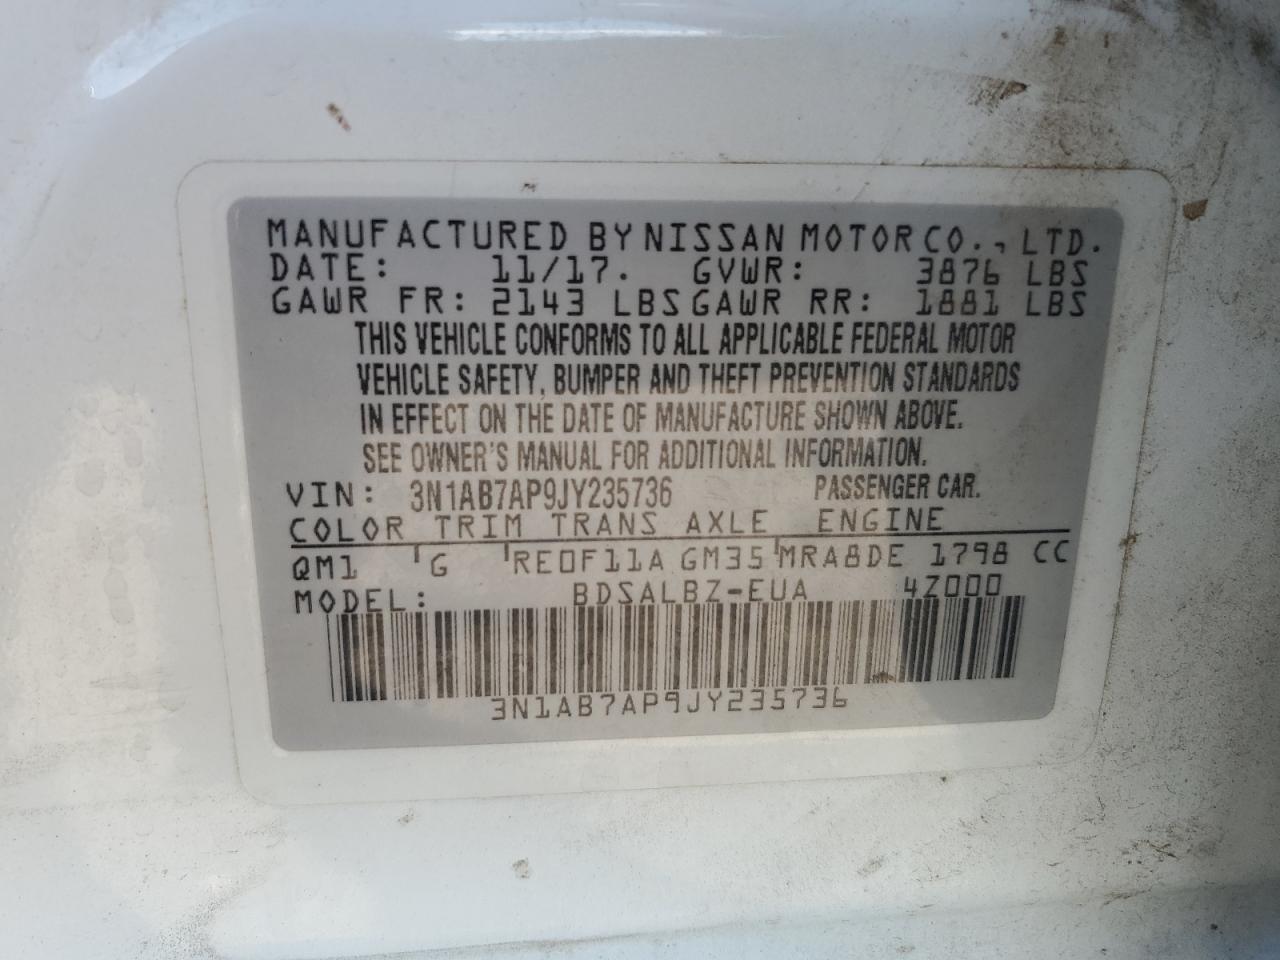 MANUFACTURED BY NISSAN MOTOR CO., LTD.
DATE: 11/17. GVWR: 3876 LBS
GAWR FR: 2143 LBS GAWR RR: 1881 LBS
THIS VEHICLE CONFORMS TO ALL APPLICABLE FEDERAL MOTOR
VEHICLE SAFETY, BUMPER AND THEFT PREVENTION STANDARDS
IN EFFECT ON THE DATE OF MANUFACTURE SHOWN ABOVE.
SEE OWNER'S MANUAL FOR ADDITIONAL INFORMATION.
VIN: 3N1AB7AP9JY235736 PASSENGER CAR.
COLOR TRIM TRANS AXLE ENGINE
QM1 G RE0F11A GM35 MRA8DE 1798 CC
MODEL: BDSALBZ-EUA 4Z000
3N1AB7AP9JY235736